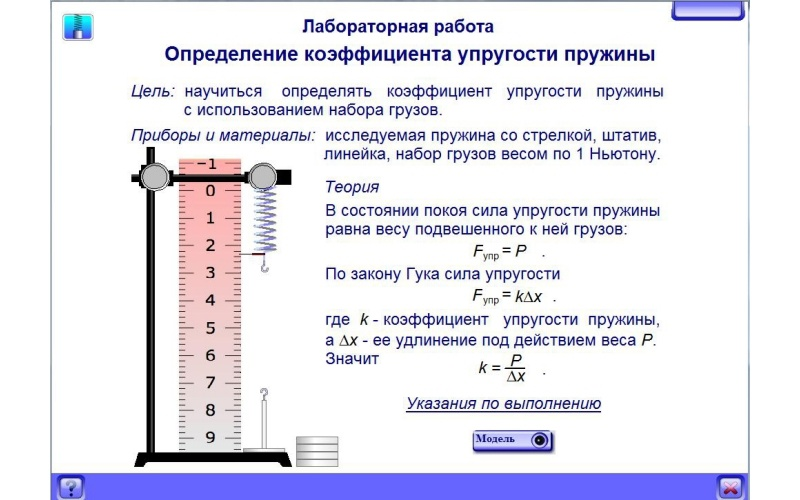 Лабораторная работа
Определение коэффициента упругости пружины
Цель: научиться определять коэффициент упругости пружины
с использованием набора грузов.
Приборы и материалы: исследуемая пружина со стрелкой, штатив,
линейка, набор грузов весом по 1 Ньютону.
Теория
В состоянии покоя сила упругости пружины
равна весу подвешенного к ней грузов:
Fупр = P .
По закону Гука сила упругости
Fупр = kΔx .
где k - коэффициент упругости пружины,
а Δx - ее удлинение под действием веса P.
Значит
k = P/Δx .
Указания по выполнению
Модель
−1
0
1
2
3
4
5
6
7
8
9
?